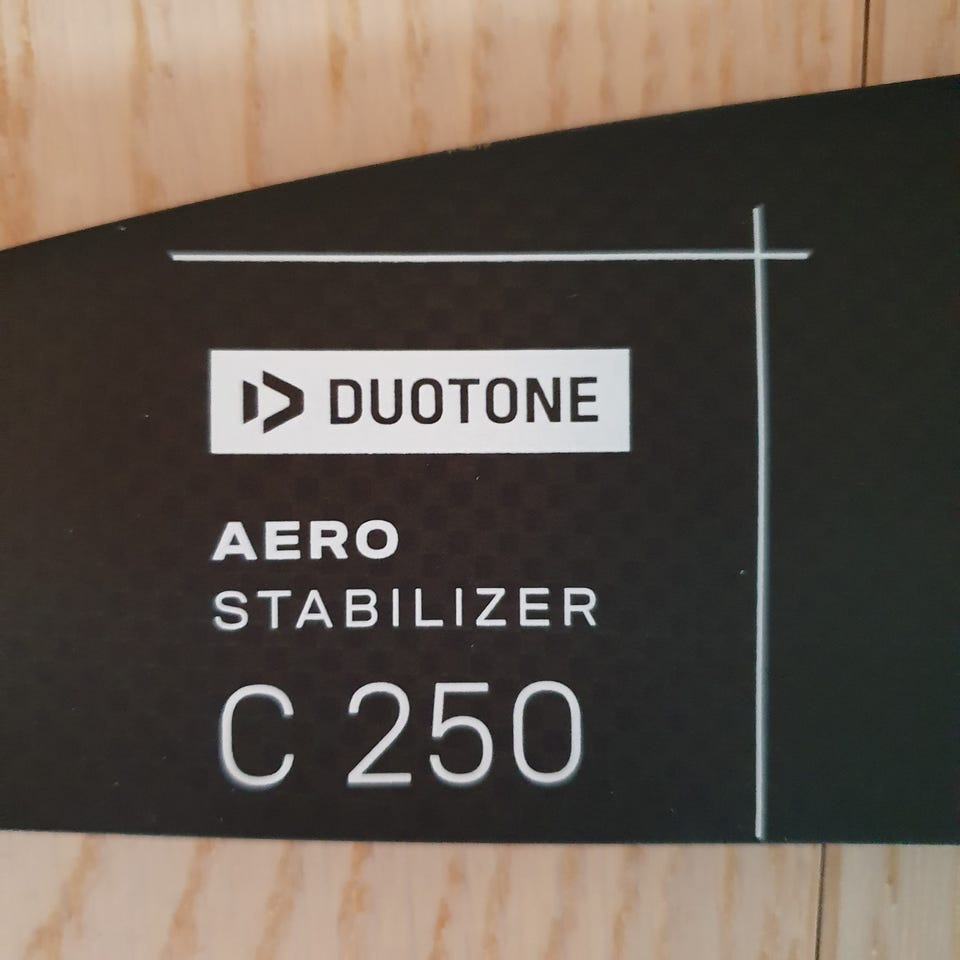 DUOTONE
AERO
STABILIZER
C 250